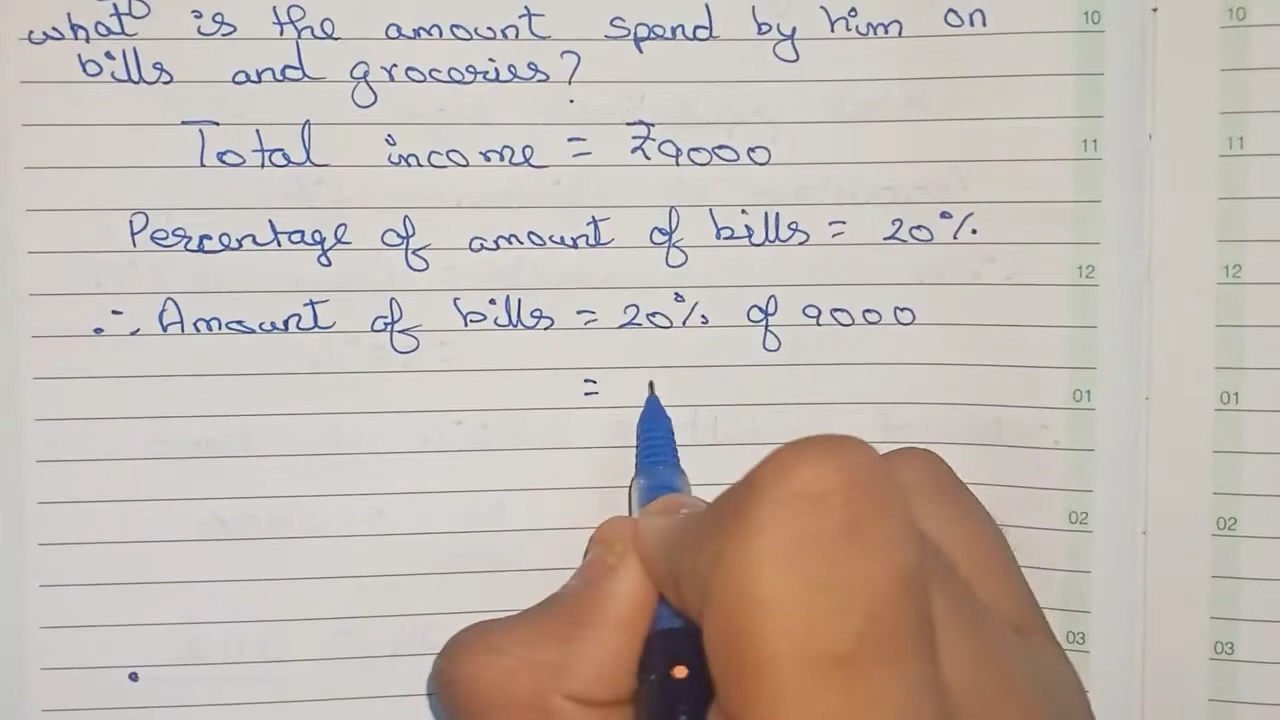 what is the amount spend by him on
bills and groceries?
Total income = ₹9000
Percentage of amount of bills = 20%.
∴ Amount of bills = 20% of 9000
=
10
11
12
01
02
03
10
11
12
01
02
03